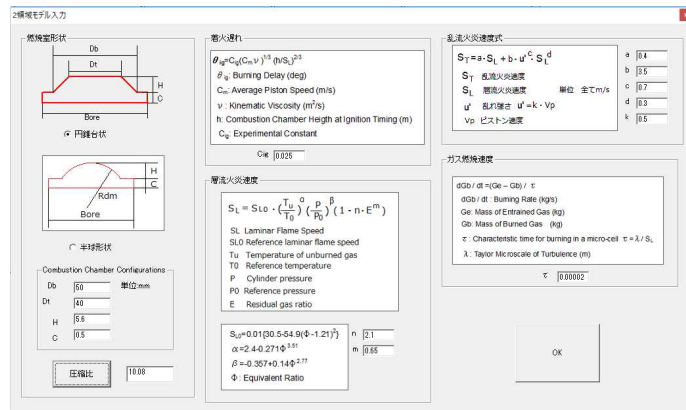 2領域モデル入力
燃焼室形状
Db
Dt
H
C
Bore
円錐台状
H
C
Rdm
Bore
半球形状
Combustion Chamber Configurations
Db 50 単位:mm
Dt 40
H 5.6
C 0.5
圧縮比 10.08
着火遅れ
θig=Cig(Cmν)^1/3 (h/SL)^2/3
θig: Burning Delay (deg)
Cm: Average Piston Speed (m/s)
ν : Kinematic Viscosity (m²/s)
h: Combustion Chamber Heigth at Ignition Timing (m)
Cig: Experimental Constant
Cig 0.025
層流火炎速度
SL = SL0・(Tu/T0)^α (P/P0)^β (1 - n・E^m)
SL Laminar Flame Speed
SL0 Reference laminar flame speed
Tu Temperature of unburned gas
T0 Reference temperature
P Cylinder pressure
P0 Reference pressure
E Residual gas ratio
SL0=0.01{30.5-54.9(Φ-1.21)²} n 2.1
α=2.4-0.271Φ^3.51 m 0.65
β=-0.357+0.14Φ^2.77
Φ: Equivalent Ratio
乱流火炎速度式
ST=a・SL + b・u'^c・SL^d
ST 乱流火炎速度
SL 層流火炎速度 単位 全てm/s
u' 乱れ強さ u'=k・Vp
Vp ピストン速度
a 0.4
b 3.5
c 0.7
d 0.3
k 0.5
ガス燃焼速度
dGb / dt =(Ge – Gb) / τ
dGb / dt : Burning Rate (kg/s)
Ge: Mass of Entrained Gas (kg)
Gb: Mass of Burned Gas (kg)
τ : Characteristic time for burning in a micro-cell τ=λ / SL
λ : Taylor Microscale of Turbulence (m)
τ 0.00002
OK